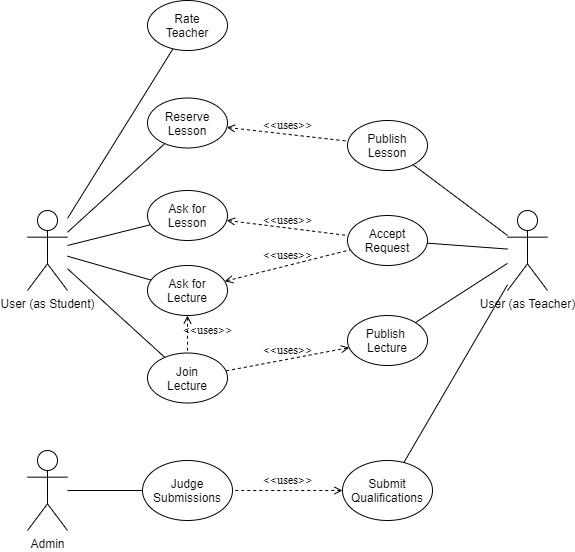 Rate
Teacher
Reserve
Lesson
<<uses>>
Publish
Lesson
Ask for
Lesson
<<uses>>
Accept
Request
<<uses>>
Ask for
Lecture
User (as Student)
User (as Teacher)
<<uses>>
Publish
Lecture
<<uses>>
Join
Lecture
Judge
Submissions
<<uses>>
Submit
Qualifications
Admin